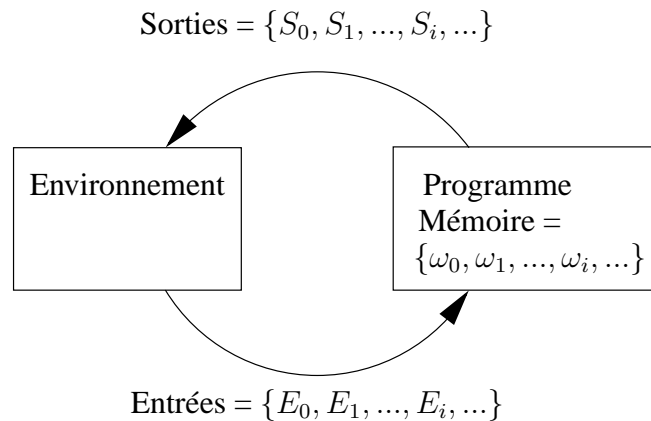 Sorties = {S₀, S₁, ..., Sᵢ, ...}
Environnement
Programme
Mémoire =
{ω₀, ω₁, ..., ωᵢ, ...}
Entrées = {E₀, E₁, ..., Eᵢ, ...}